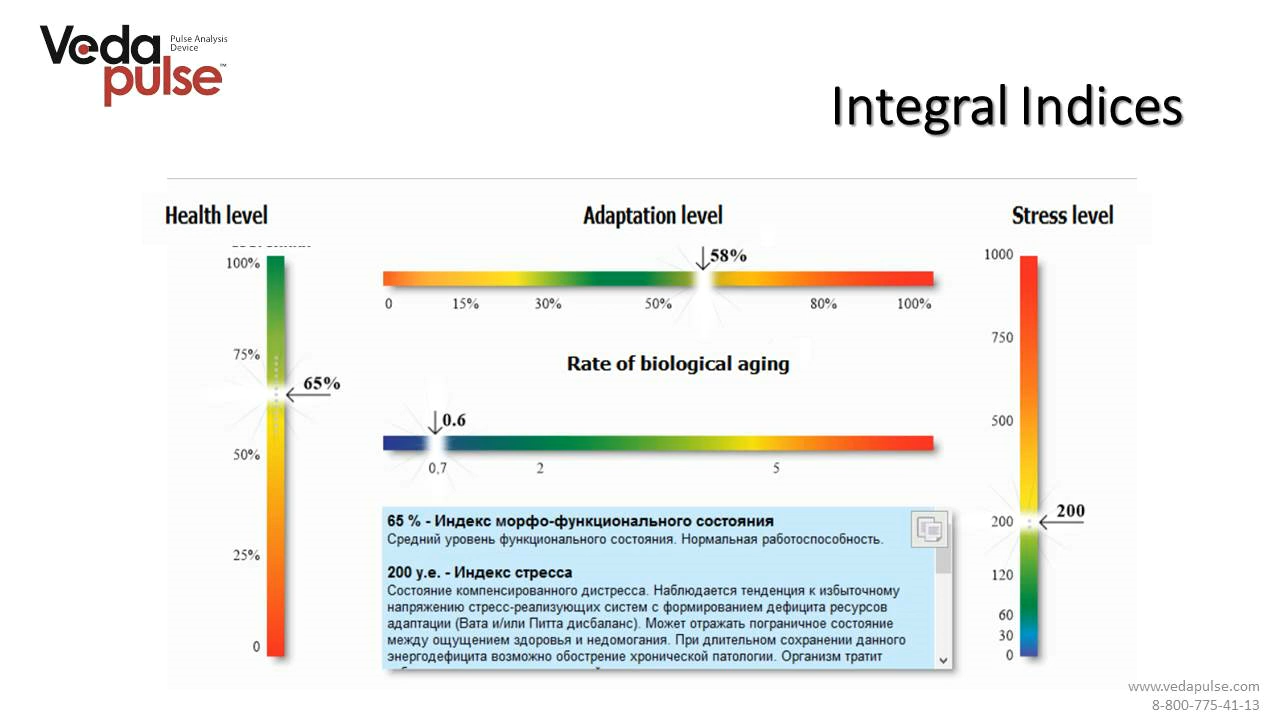 Veda pulse™
Pulse Analysis
Device
Integral Indices
Health level
100%
75%
65%
50%
25%
0
Adaptation level
58%
0 15% 30% 50% 80% 100%
Rate of biological aging
0.6
0,7 2 5
65 % - Индекс морфо-функционального состояния
Средний уровень функционального состояния. Нормальная работоспособность.
200 у.е. - Индекс стресса
Состояние компенсированного дистресса. Наблюдается тенденция к избыточному
напряжению стресс-реализующих систем с формированием дефицита ресурсов
адаптации (Вата и/или Питта дисбаланс). Может отражать пограничное состояние
между ощущением здоровья и недомогания. При длительном сохранении данного
энергодефицита возможно обострение хронической патологии. Организм тратит
Stress level
1000
750
500
200
200
120
60
30
0
www.vedapulse.com
8-800-775-41-13